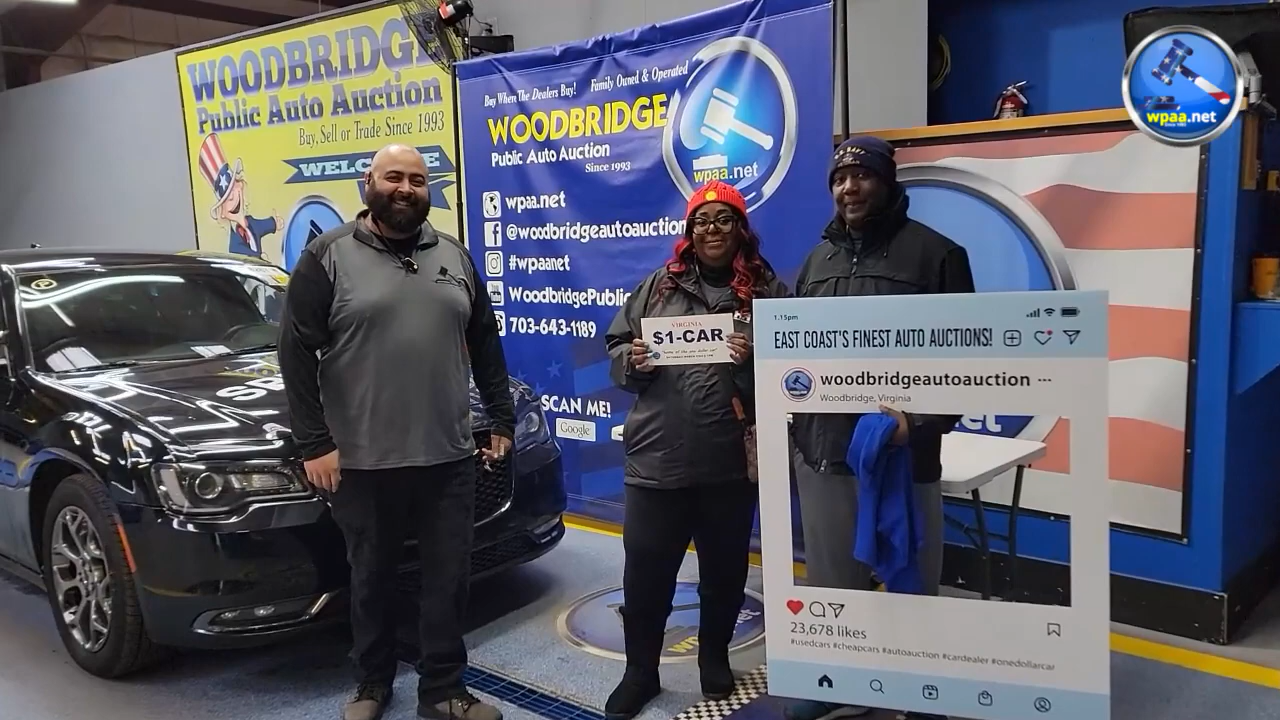 WOODBRIDG
Public Auto Auction
Buy, Sell or Trade Since 1993
WELCOME
Buy Where The Dealers Buy!
Family Owned & Operated
WOODBRIDGE
Public Auto Auction
Since 1993
wpaa.net
wpaa.net
@woodbridgeautoauction
#wpaanet
WoodbridgePublic
703-643-1189
SCAN ME!
Google
VIRGINIA
$1-CAR
1.15pm
EAST COAST'S FINEST AUTO AUCTIONS!
woodbridgeautoauction ...
Woodbridge, Virginia
23,678 likes
#usedcars #cheapcars #autoauction #cardealer #onedollarcar
wpaa.net